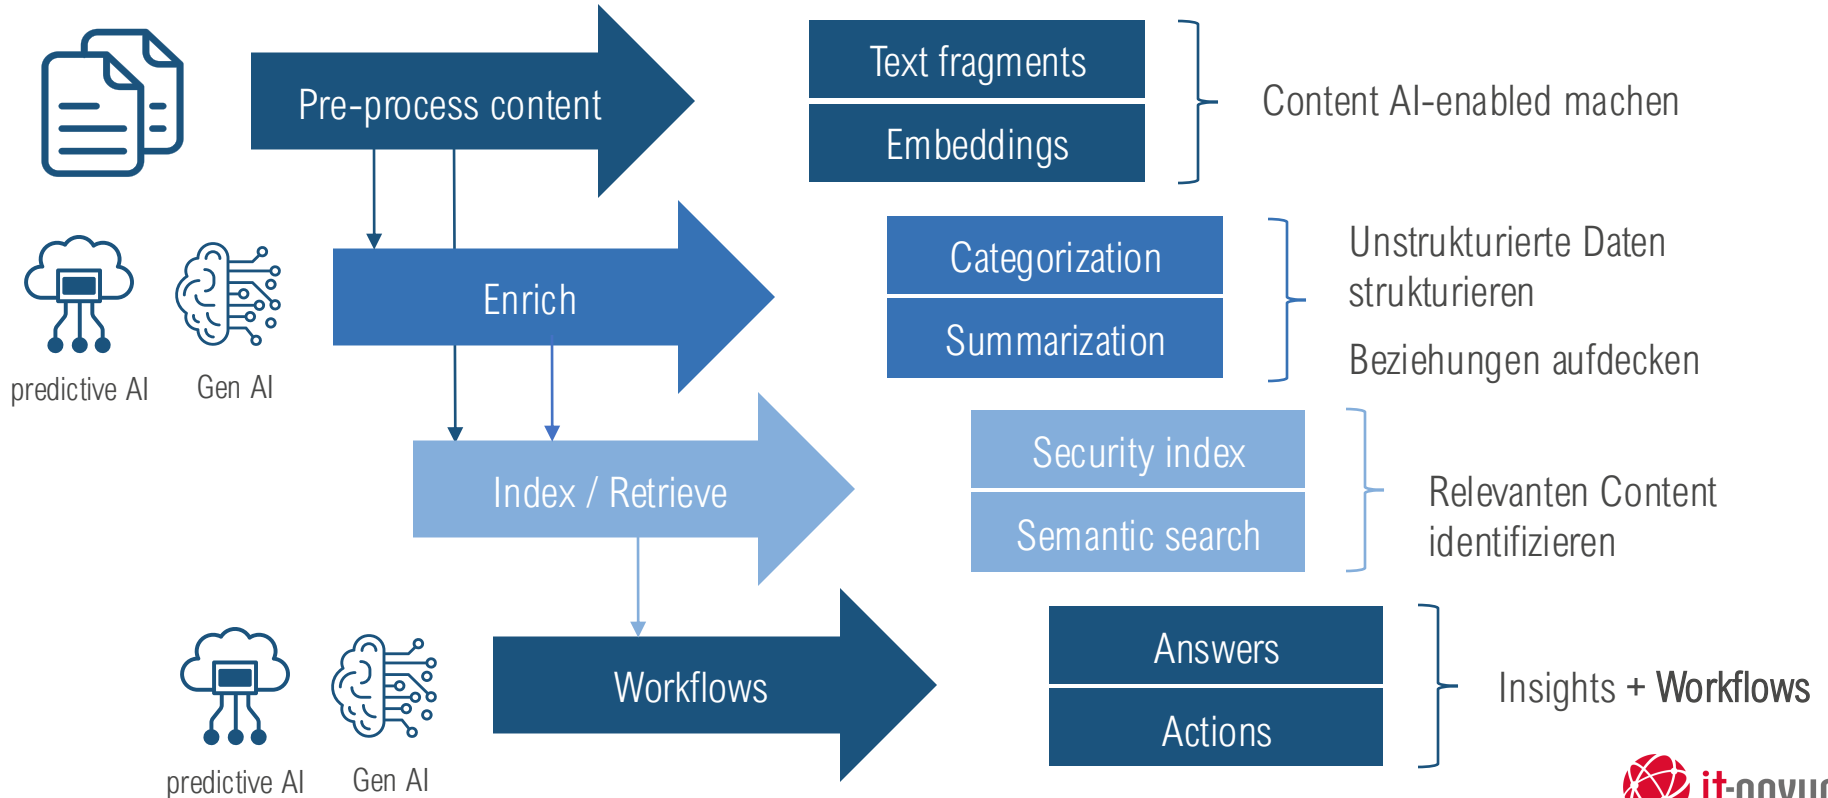 Pre-process content
Text fragments
Embeddings
Content AI-enabled machen
predictive AI
Gen AI
Enrich
Categorization
Summarization
Unstrukturierte Daten
strukturieren
Beziehungen aufdecken
Index / Retrieve
Security index
Semantic search
Relevanten Content
identifizieren
predictive AI
Gen AI
Workflows
Answers
Actions
Insights + Workflows